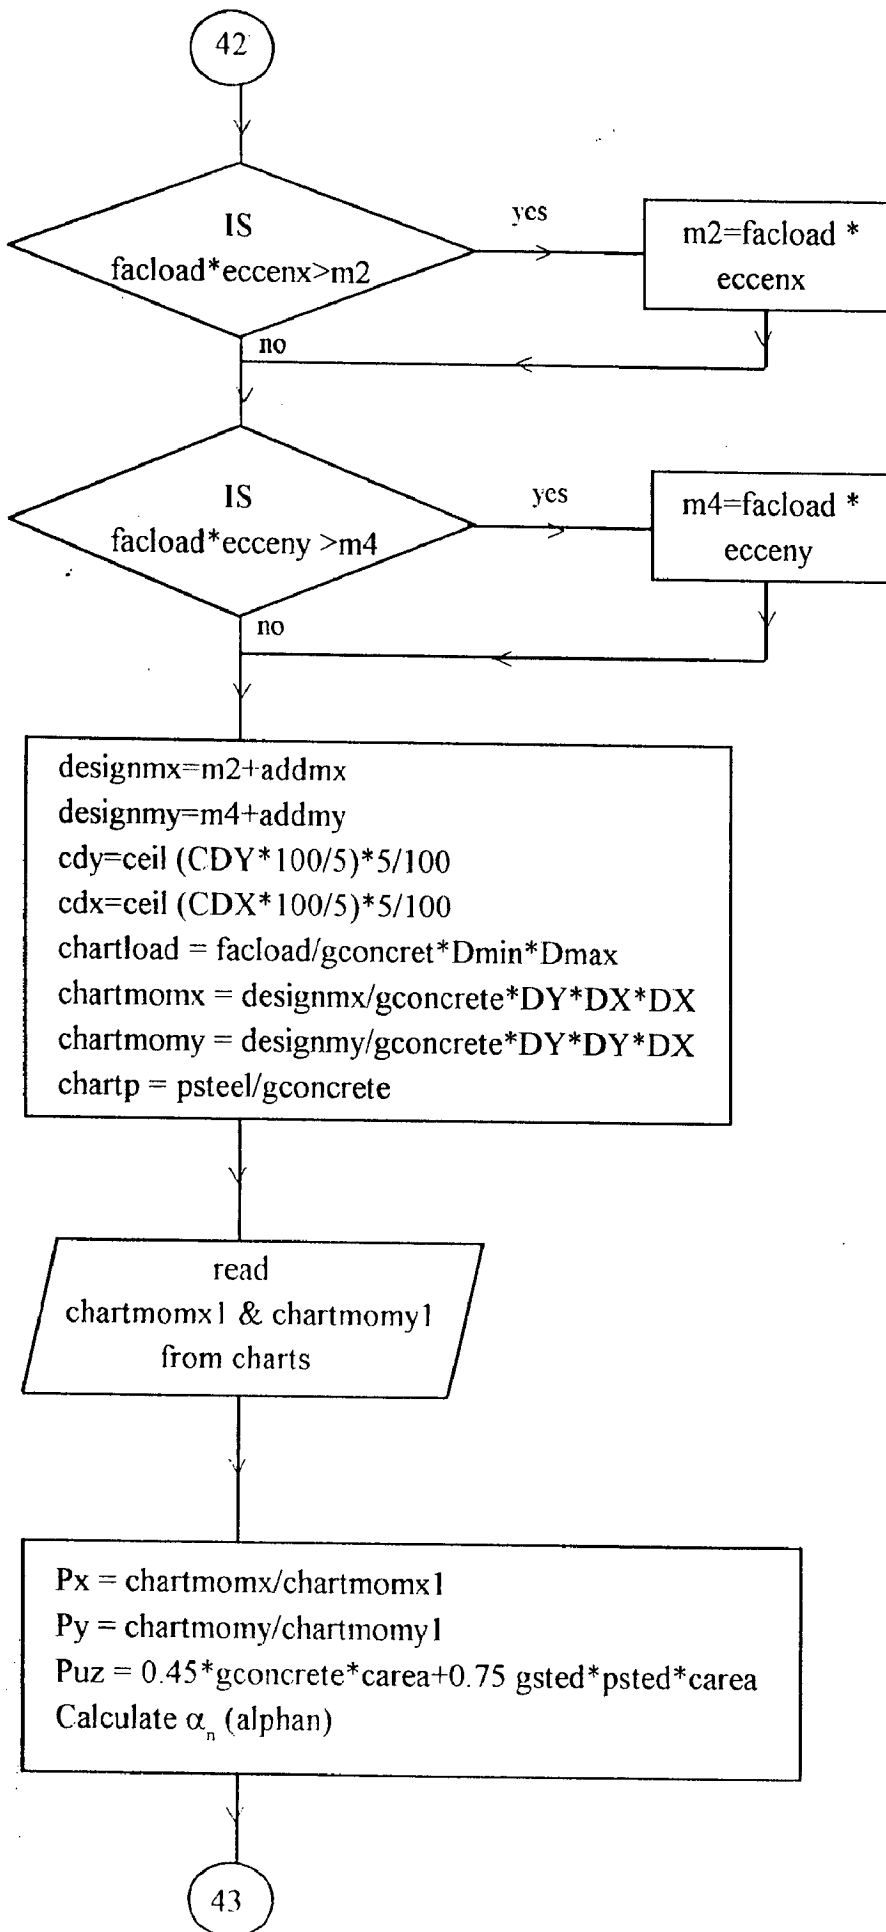 42
IS
facload*eccenx>m2
yes
m2=facload *
eccenx
no
IS
facload*ecceny >m4
yes
m4=facload *
ecceny
no
designmx=m2+addmx
designmy=m4+addmy
cdy=ceil (CDY*100/5)*5/100
cdx=ceil (CDX*100/5)*5/100
chartload = facload/gconcret*Dmin*Dmax
chartmomx = designmx/gconcrete*DY*DX*DX
chartmomy = designmy/gconcrete*DY*DY*DX
chartp = psteel/gconcrete
read
chartmomx1 & chartmomy1
from charts
Px = chartmomx/chartmomx1
Py = chartmomy/chartmomy1
Puz = 0.45*gconcrete*carea+0.75 gsted*psted*carea
Calculate αₙ (alphan)
43